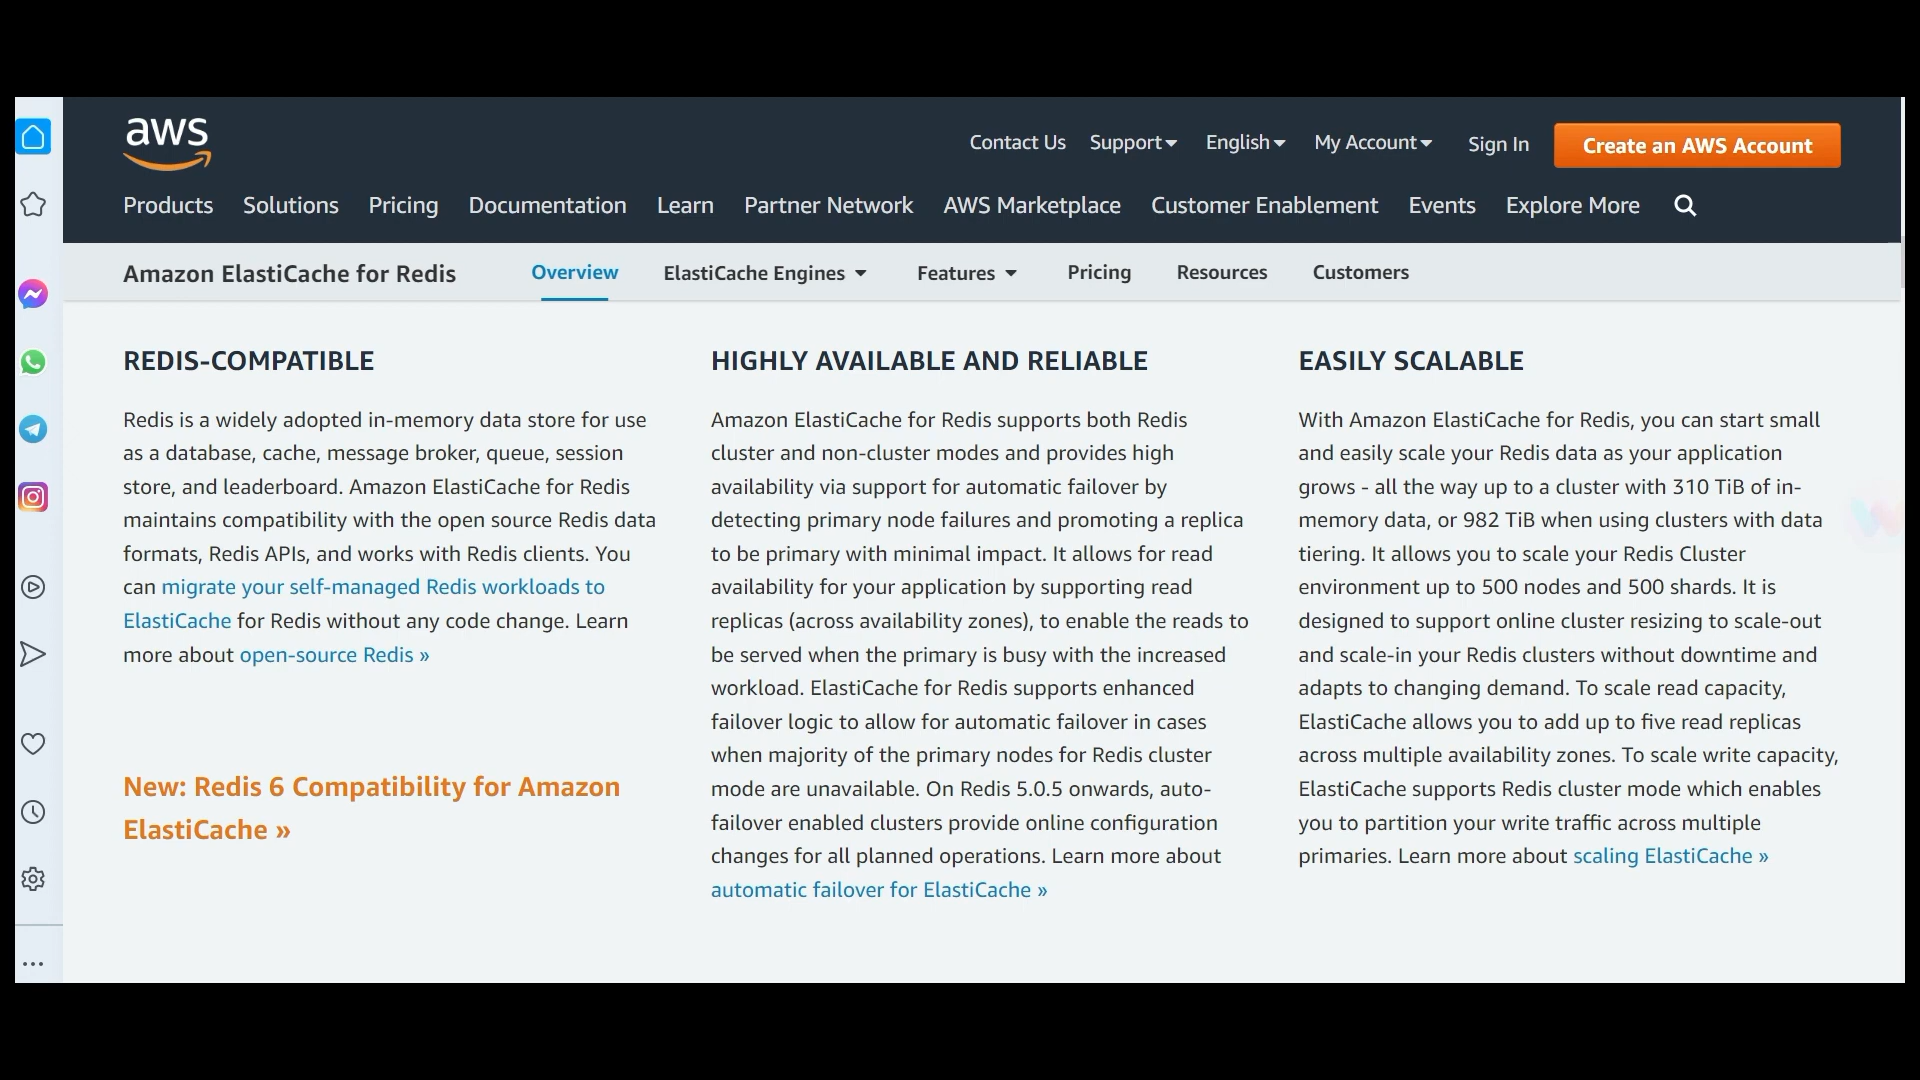 aws
Contact Us Support English My Account Sign In Create an AWS Account
Products Solutions Pricing Documentation Learn Partner Network AWS Marketplace Customer Enablement Events Explore More
Amazon ElastiCache for Redis Overview ElastiCache Engines Features Pricing Resources Customers
REDIS-COMPATIBLE
Redis is a widely adopted in-memory data store for use
as a database, cache, message broker, queue, session
store, and leaderboard. Amazon ElastiCache for Redis
maintains compatibility with the open source Redis data
formats, Redis APIs, and works with Redis clients. You
can migrate your self-managed Redis workloads to
ElastiCache for Redis without any code change. Learn
more about open-source Redis »
New: Redis 6 Compatibility for Amazon
ElastiCache »
HIGHLY AVAILABLE AND RELIABLE
Amazon ElastiCache for Redis supports both Redis
cluster and non-cluster modes and provides high
availability via support for automatic failover by
detecting primary node failures and promoting a replica
to be primary with minimal impact. It allows for read
availability for your application by supporting read
replicas (across availability zones), to enable the reads to
be served when the primary is busy with the increased
workload. ElastiCache for Redis supports enhanced
failover logic to allow for automatic failover in cases
when majority of the primary nodes for Redis cluster
mode are unavailable. On Redis 5.0.5 onwards, auto-
failover enabled clusters provide online configuration
changes for all planned operations. Learn more about
automatic failover for ElastiCache »
EASILY SCALABLE
With Amazon ElastiCache for Redis, you can start small
and easily scale your Redis data as your application
grows - all the way up to a cluster with 310 TiB of in-
memory data, or 982 TiB when using clusters with data
tiering. It allows you to scale your Redis Cluster
environment up to 500 nodes and 500 shards. It is
designed to support online cluster resizing to scale-out
and scale-in your Redis clusters without downtime and
adapts to changing demand. To scale read capacity,
ElastiCache allows you to add up to five read replicas
across multiple availability zones. To scale write capacity,
ElastiCache supports Redis cluster mode which enables
you to partition your write traffic across multiple
primaries. Learn more about scaling ElastiCache »